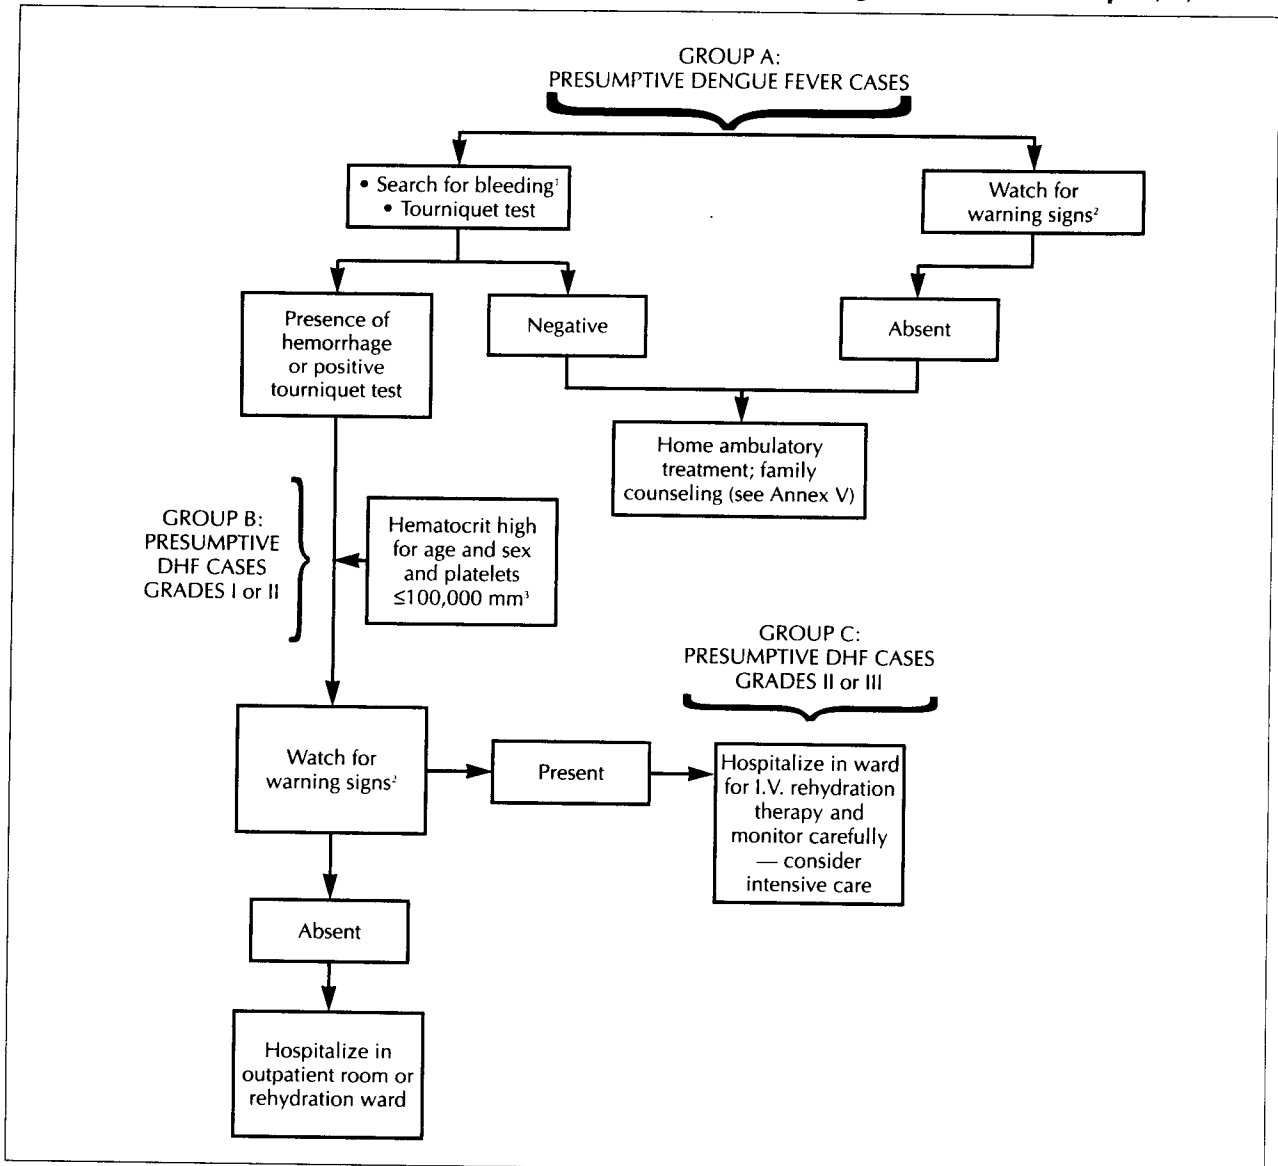 GROUP A:
PRESUMPTIVE DENGUE FEVER CASES
• Search for bleeding¹
• Tourniquet test
Watch for
warning signs²
Presence of
hemorrhage
or positive
tourniquet test
Negative
Absent
Home ambulatory
treatment; family
counseling (see Annex V)
GROUP B:
PRESUMPTIVE
DHF CASES
GRADES I or II
Hematocrit high
for age and sex
and platelets
≤100,000 mm³
GROUP C:
PRESUMPTIVE DHF CASES
GRADES II or III
Watch for
warning signs²
Present
Hospitalize in ward
for I.V. rehydration
therapy and
monitor carefully
— consider
intensive care
Absent
Hospitalize in
outpatient room or
rehydration ward